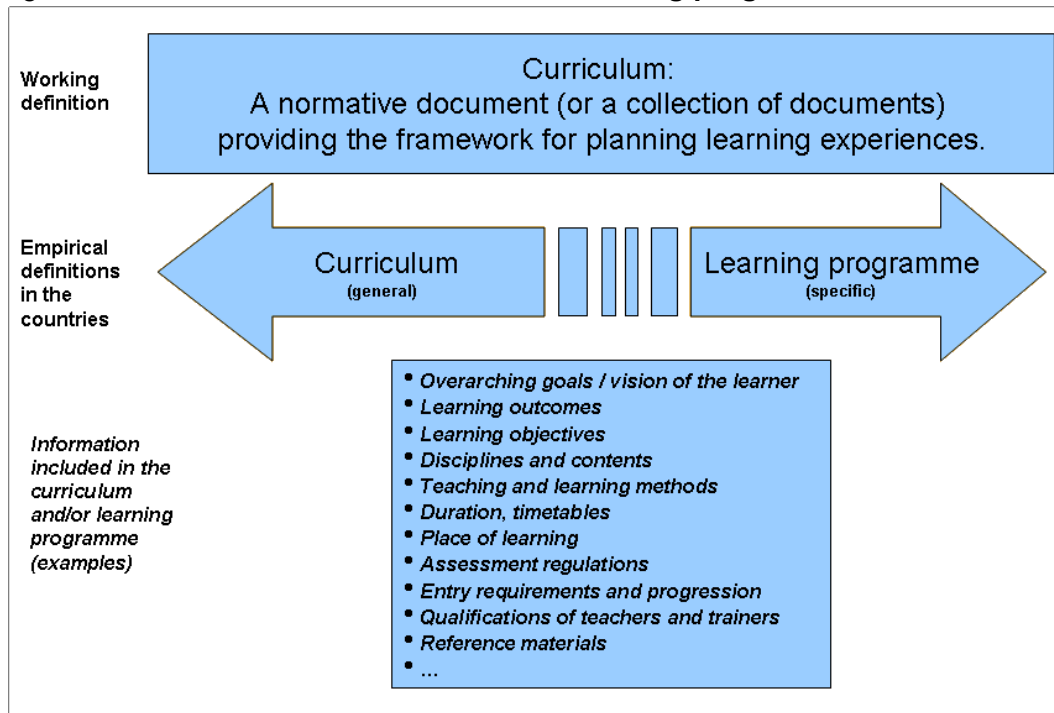 Working
definition
Curriculum:
A normative document (or a collection of documents)
providing the framework for planning learning experiences.
Empirical
definitions
in the
countries
Curriculum
(general)
Learning programme
(specific)
Information
included in the
curriculum
and/or learning
programme
(examples)
• Overarching goals / vision of the learner
• Learning outcomes
• Learning objectives
• Disciplines and contents
• Teaching and learning methods
• Duration, timetables
• Place of learning
• Assessment regulations
• Entry requirements and progression
• Qualifications of teachers and trainers
• Reference materials
• ...